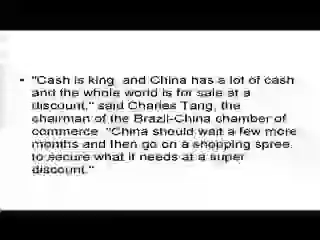 • "Cash is king, and China has a lot of cash
and the whole world is for sale at a
discount," said Charles Tang, the
chairman of the Brazil-China chamber of
commerce. "China should wait a few more
months and then go on a shopping spree
to secure what it needs at a super
discount."